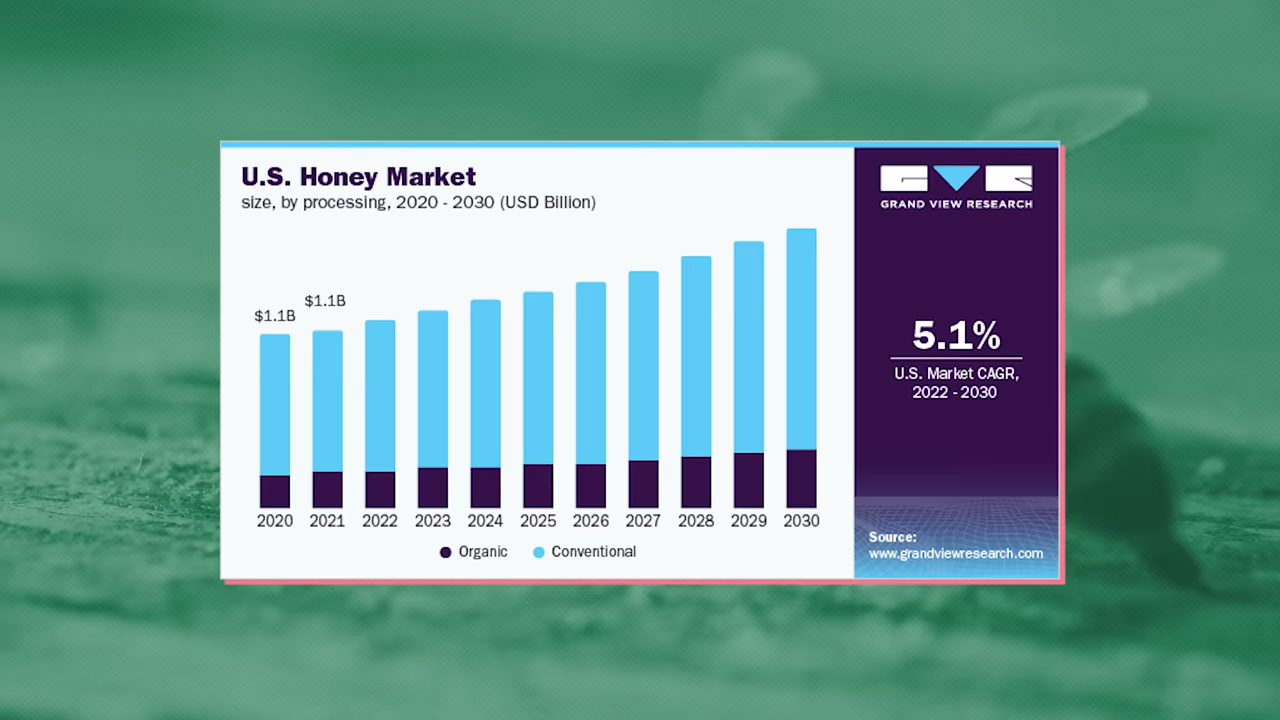 U.S. Honey Market
size, by processing, 2020 - 2030 (USD Billion)
$1.1B
$1.1B
2020 2021 2022 2023 2024 2025 2026 2027 2028 2029 2030
Organic Conventional
GVR
GRAND VIEW RESEARCH
5.1%
U.S. Market CAGR,
2022 - 2030
Source:
www.grandviewresearch.com